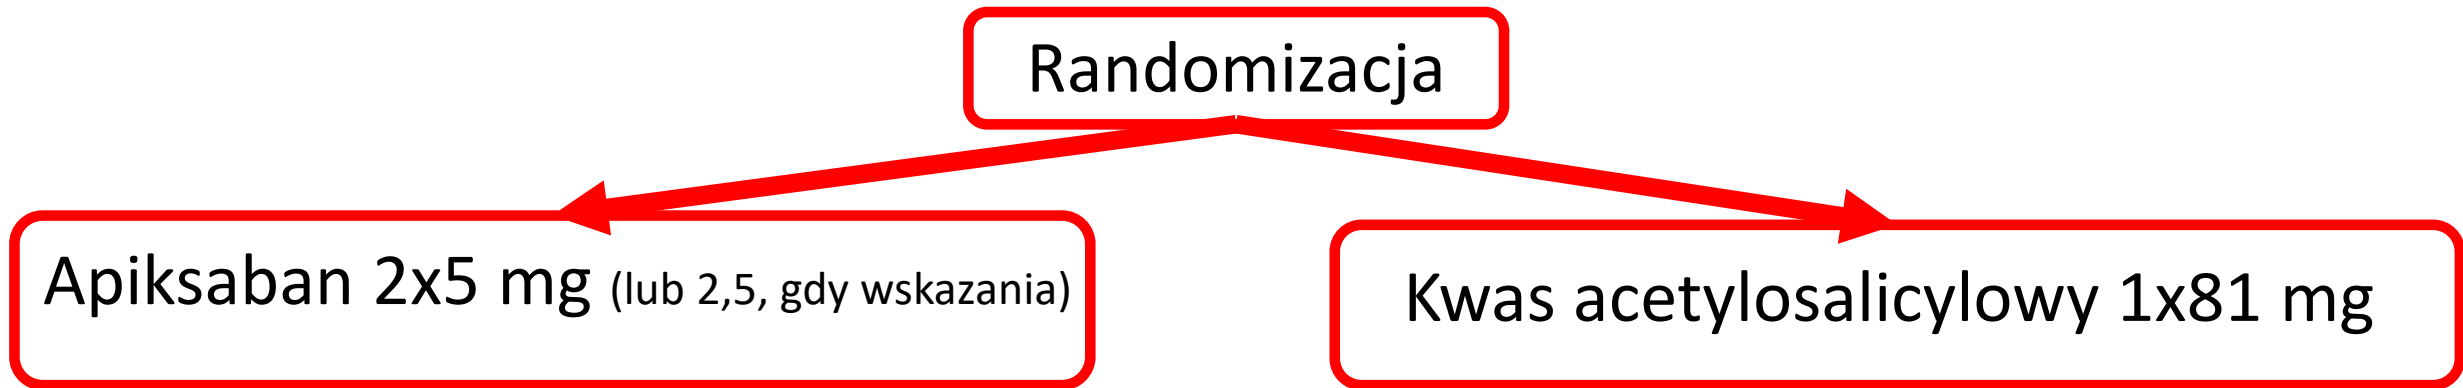 Randomizacja
Apiksaban 2x5 mg (lub 2,5, gdy wskazania)
Kwas acetylosalicylowy 1x81 mg